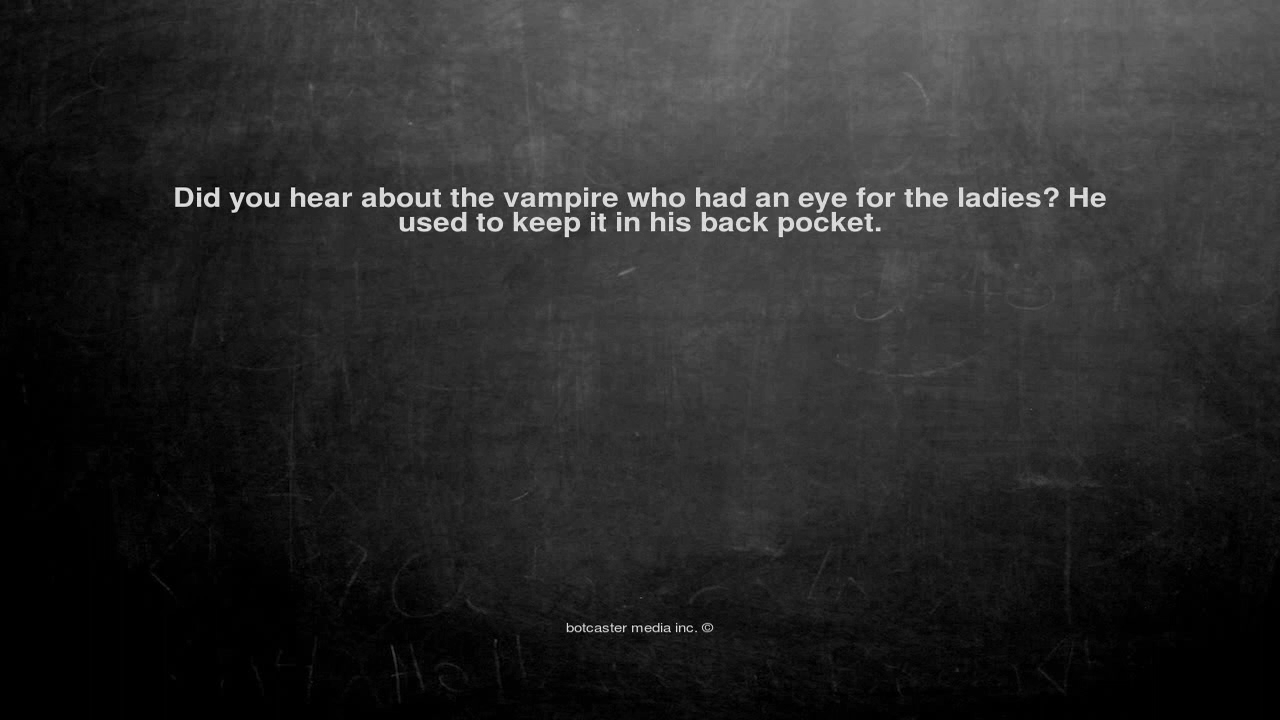 Did you hear about the vampire who had an eye for the ladies? He
used to keep it in his back pocket.
botcaster media inc. ©